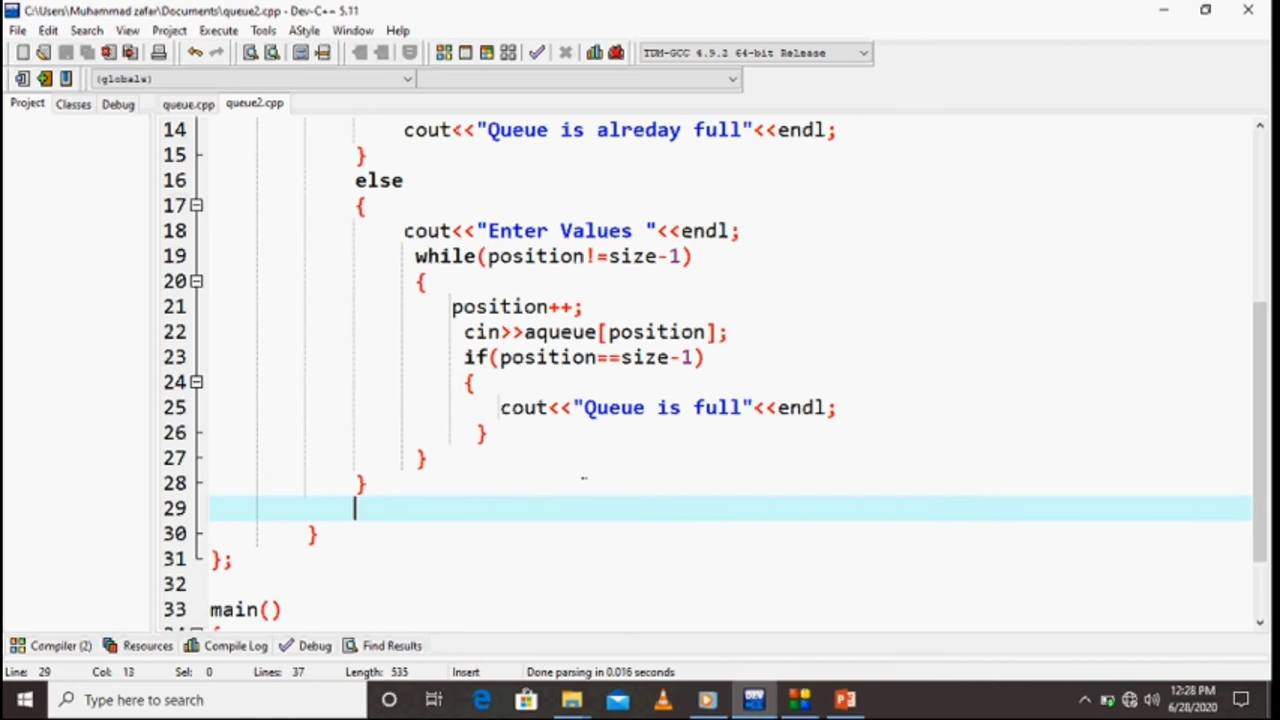 C:\Users\Muhammad zafar\Documents\queue2.cpp - Dev-C++ 5.11
File Edit Search View Project Execute Tools AStyle Window Help
TDM-GCC 4.9.2 64-bit Release
(globals)
Project Classes Debug queue.cpp queue2.cpp
14 cout<<"Queue is alreday full"<<endl;
15 }
16 else
17 {
18 cout<<"Enter Values "<<endl;
19 while(position!=size-1)
20 {
21 position++;
22 cin>>aqueue[position];
23 if(position==size-1)
24 {
25 cout<<"Queue is full"<<endl;
26 }
27 }
28 }
29
30 }
31 };
32
33 main()
Compiler (2) Resources Compile Log Debug Find Results
Line: 29 Col: 13 Sel: 0 Lines: 37 Length: 535 Insert Done parsing in 0.016 seconds
Type here to search
DEV
12:28 PM
6/28/2020